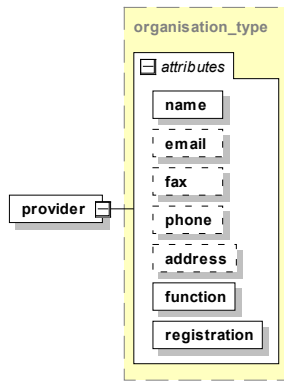 organisation_type
attributes
name
email
fax
phone
provider
address
function
registration